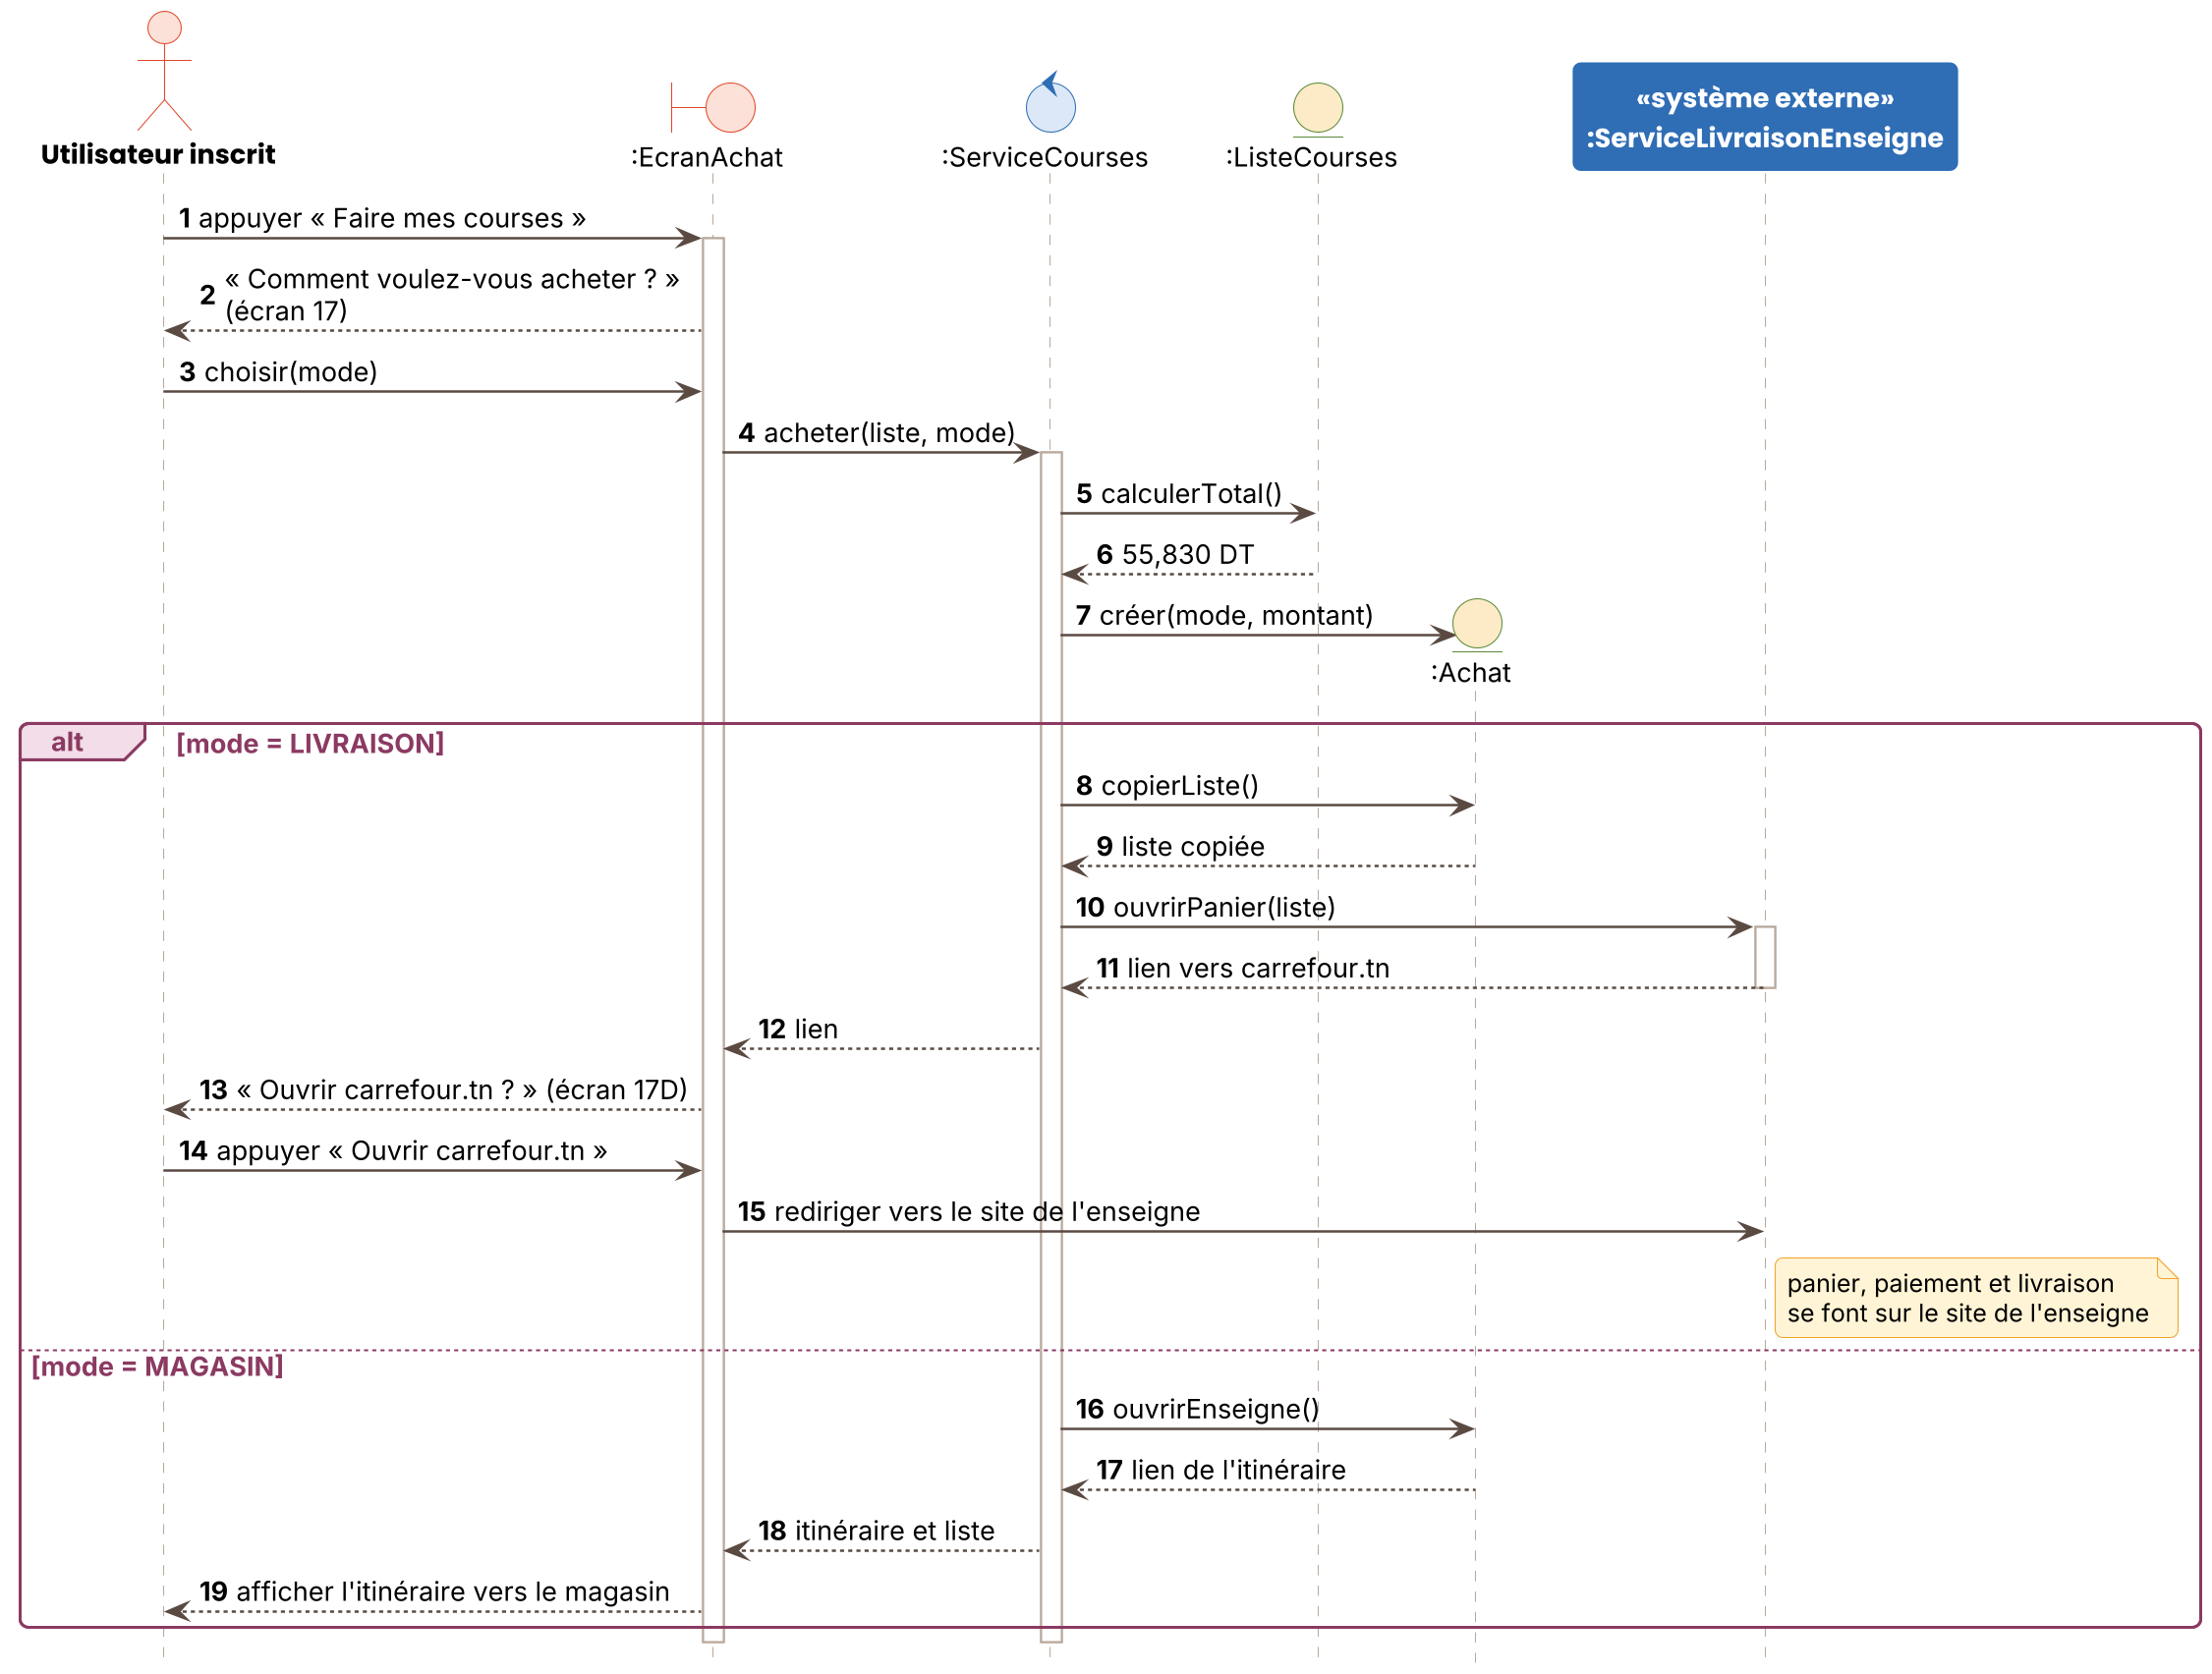 Utilisateur inscrit
:EcranAchat
:ServiceCourses
:ListeCourses
«système externe»
:ServiceLivraisonEnseigne
1 appuyer « Faire mes courses »
2 « Comment voulez-vous acheter ? »
(écran 17)
3 choisir(mode)
4 acheter(liste, mode)
5 calculerTotal()
6 55,830 DT
7 créer(mode, montant)
:Achat
alt [mode = LIVRAISON]
8 copierListe()
9 liste copiée
10 ouvrirPanier(liste)
11 lien vers carrefour.tn
12 lien
13 « Ouvrir carrefour.tn ? » (écran 17D)
14 appuyer « Ouvrir carrefour.tn »
15 rediriger vers le site de l'enseigne
panier, paiement et livraison
se font sur le site de l'enseigne
[mode = MAGASIN]
16 ouvrirEnseigne()
17 lien de l'itinéraire
18 itinéraire et liste
19 afficher l'itinéraire vers le magasin